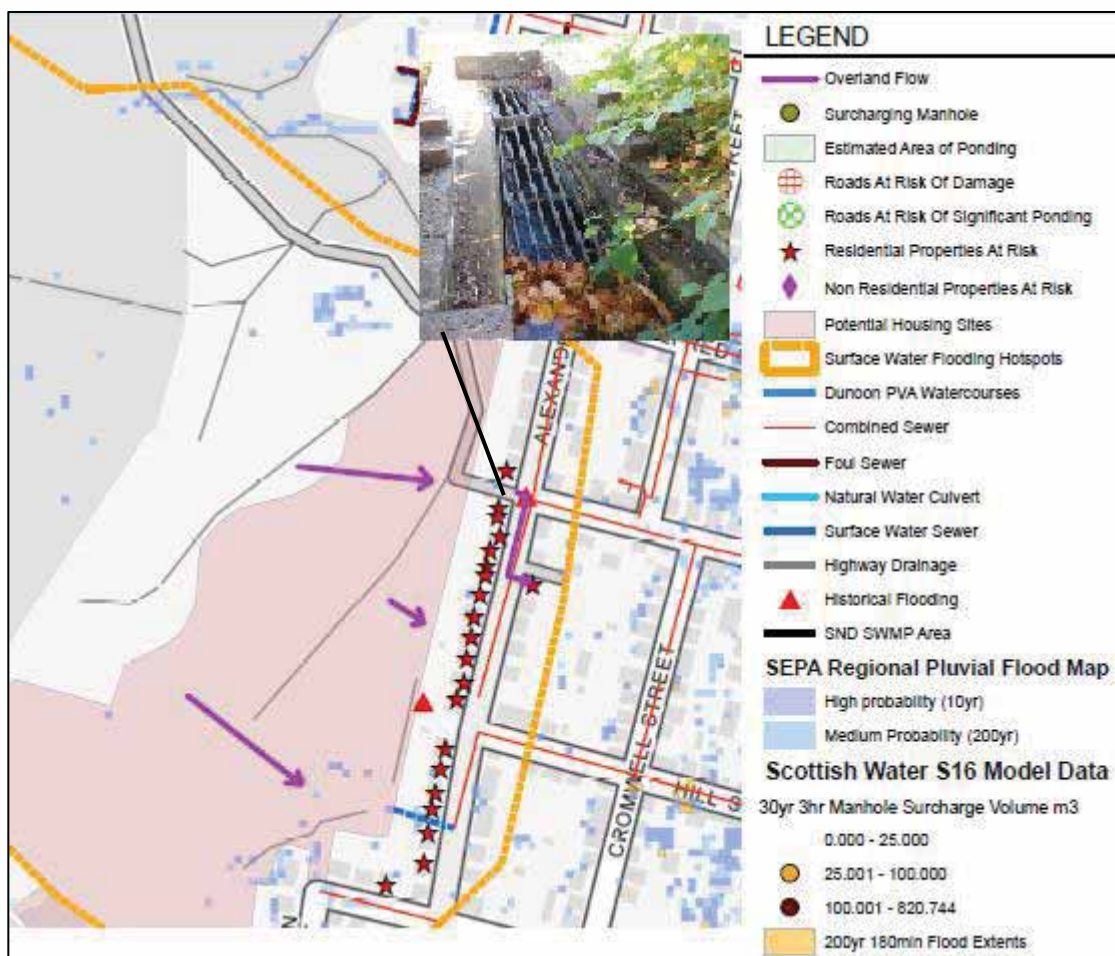 LEGEND
Overland Flow
Surcharging Manhole
Estimated Area of Ponding
Roads At Risk Of Damage
Roads At Risk Of Significant Ponding
Residential Properties At Risk
Non Residential Properties At Risk
Potential Housing Sites
Surface Water Flooding Hotspots
Dunoon PVA Watercourses
Combined Sewer
Foul Sewer
Natural Water Culvert
Surface Water Sewer
Highway Drainage
Historical Flooding
SND SWMP Area
SEPA Regional Pluvial Flood Map
High probability (10yr)
Medium Probability (200yr)
Scottish Water S16 Model Data
30yr 3hr Manhole Surcharge Volume m3
0.000 - 25.000
25.001 - 100.000
100.001 - 820.744
200yr 180min Flood Extents
CROMWELL STREET
HILL S